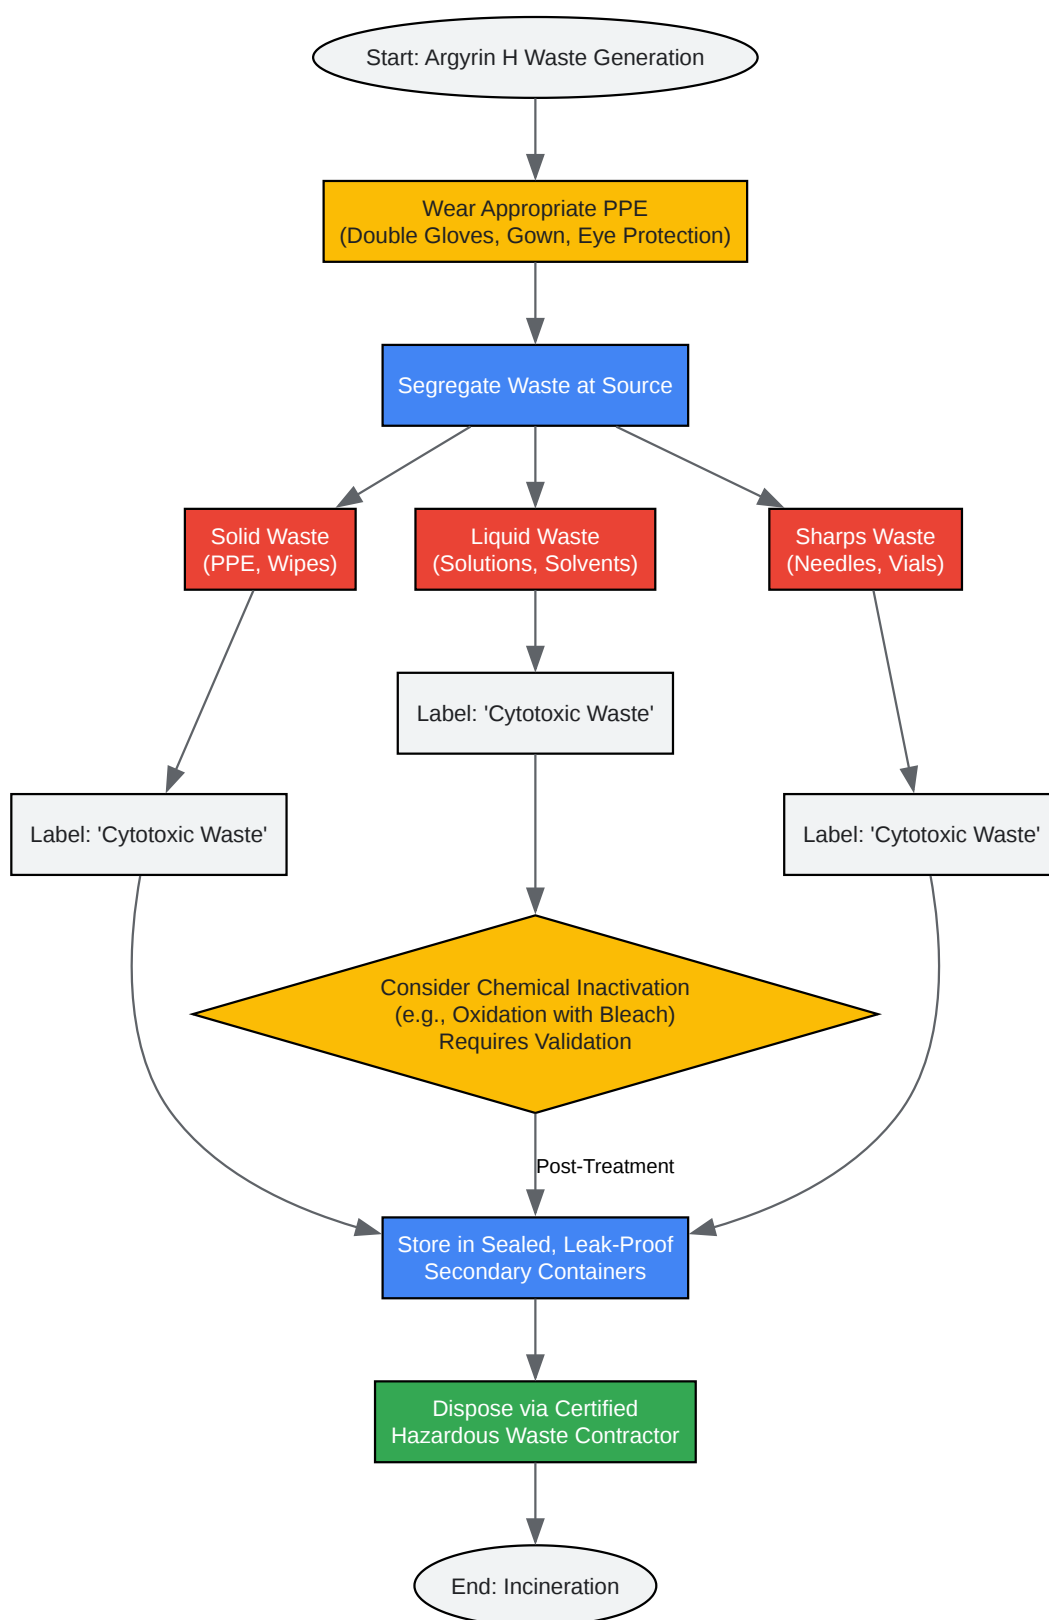 Start: Argyrin H Waste Generation
Wear Appropriate PPE
(Double Gloves, Gown, Eye Protection)
Segregate Waste at Source
Solid Waste
(PPE, Wipes)
Liquid Waste
(Solutions, Solvents)
Sharps Waste
(Needles, Vials)
Label: 'Cytotoxic Waste'
Label: 'Cytotoxic Waste'
Label: 'Cytotoxic Waste'
Consider Chemical Inactivation
(e.g., Oxidation with Bleach)
Requires Validation
Post-Treatment
Store in Sealed, Leak-Proof
Secondary Containers
Dispose via Certified
Hazardous Waste Contractor
End: Incineration